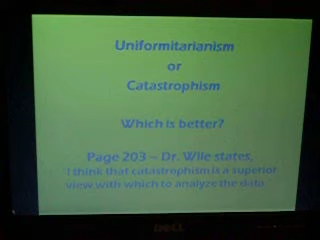 Uniformitarianism
or
Catastrophism
Which is better?
Page 203 – Dr. Wile states,
I think that catastrophism is a superior
view with which to analyze the data
DELL